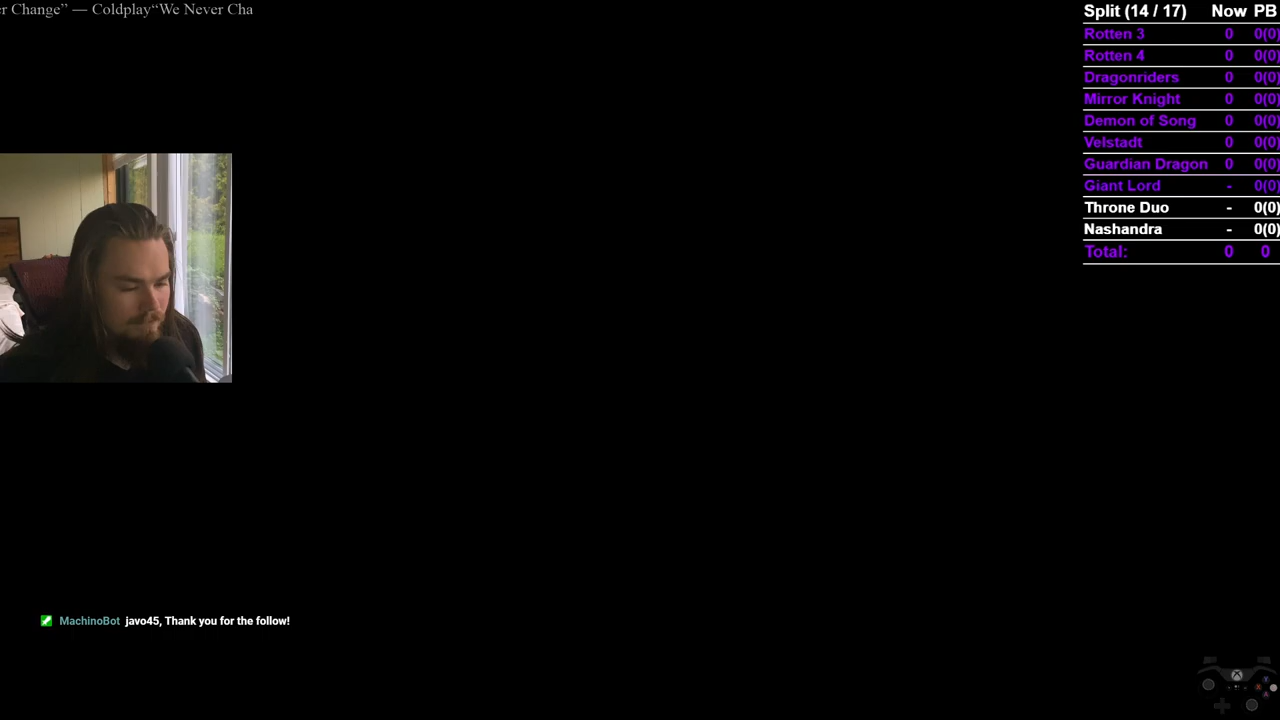 r Change” — Coldplay“We Never Cha
Split (14 / 17) Now PB
Rotten 3 0 0(0)
Rotten 4 0 0(0)
Dragonriders 0 0(0)
Mirror Knight 0 0(0)
Demon of Song 0 0(0)
Velstadt 0 0(0)
Guardian Dragon 0 0(0)
Giant Lord - 0(0)
Throne Duo - 0(0)
Nashandra - 0(0)
Total: 0 0
MachinoBot javo45, Thank you for the follow!